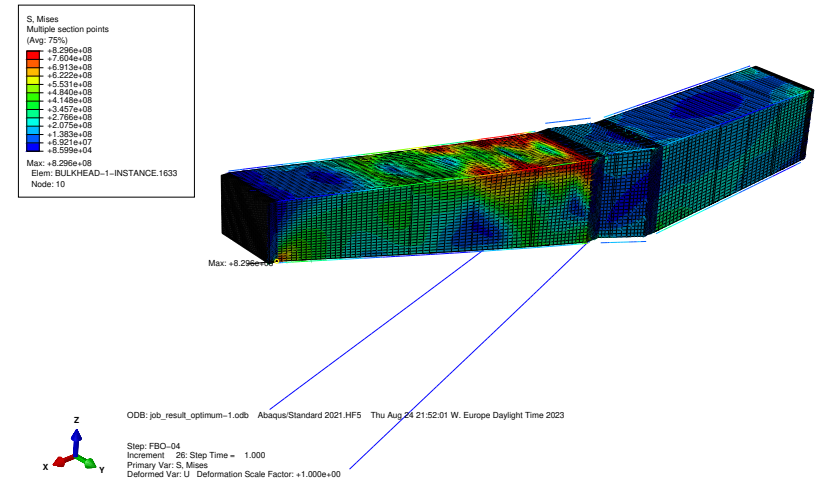 S, Mises
Multiple section points
(Avg: 75%)
+8.296e+08
+7.604e+08
+6.913e+08
+6.222e+08
+5.531e+08
+4.840e+08
+4.148e+08
+3.457e+08
+2.766e+08
+2.075e+08
+1.383e+08
+6.921e+07
+8.599e+04
Max: +8.296e+08
Elem: BULKHEAD-1-INSTANCE.1633
Node: 10
Max: +8.296e+08
ODB: job_result_optimum-1.odb Abaqus/Standard 2021.HF5 Thu Aug 24 21:52:01 W. Europe Daylight Time 2023
Z
X
Y
Step: FBO-04
Increment 26: Step Time = 1.000
Primary Var: S, Mises
Deformed Var: U Deformation Scale Factor: +1.000e+00